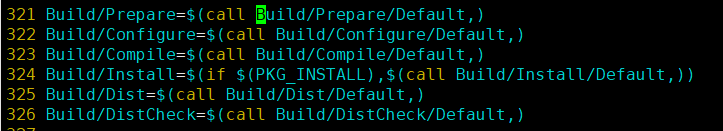 321 Build/Prepare=$(call Build/Prepare/Default,)
322 Build/Configure=$(call Build/Configure/Default,)
323 Build/Compile=$(call Build/Compile/Default,)
324 Build/Install=$(if $(PKG_INSTALL),$(call Build/Install/Default,))
325 Build/Dist=$(call Build/Dist/Default,)
326 Build/DistCheck=$(call Build/DistCheck/Default,)